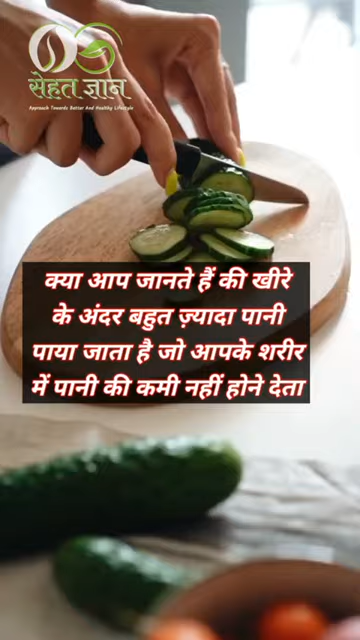 सेहत ज्ञान
Approach Towards Better And Healthy Lifestyle
क्या आप जानते हैं की खीरे
के अंदर बहुत ज़्यादा पानी
पाया जाता है जो आपके शरीर
में पानी की कमी नहीं होने देता